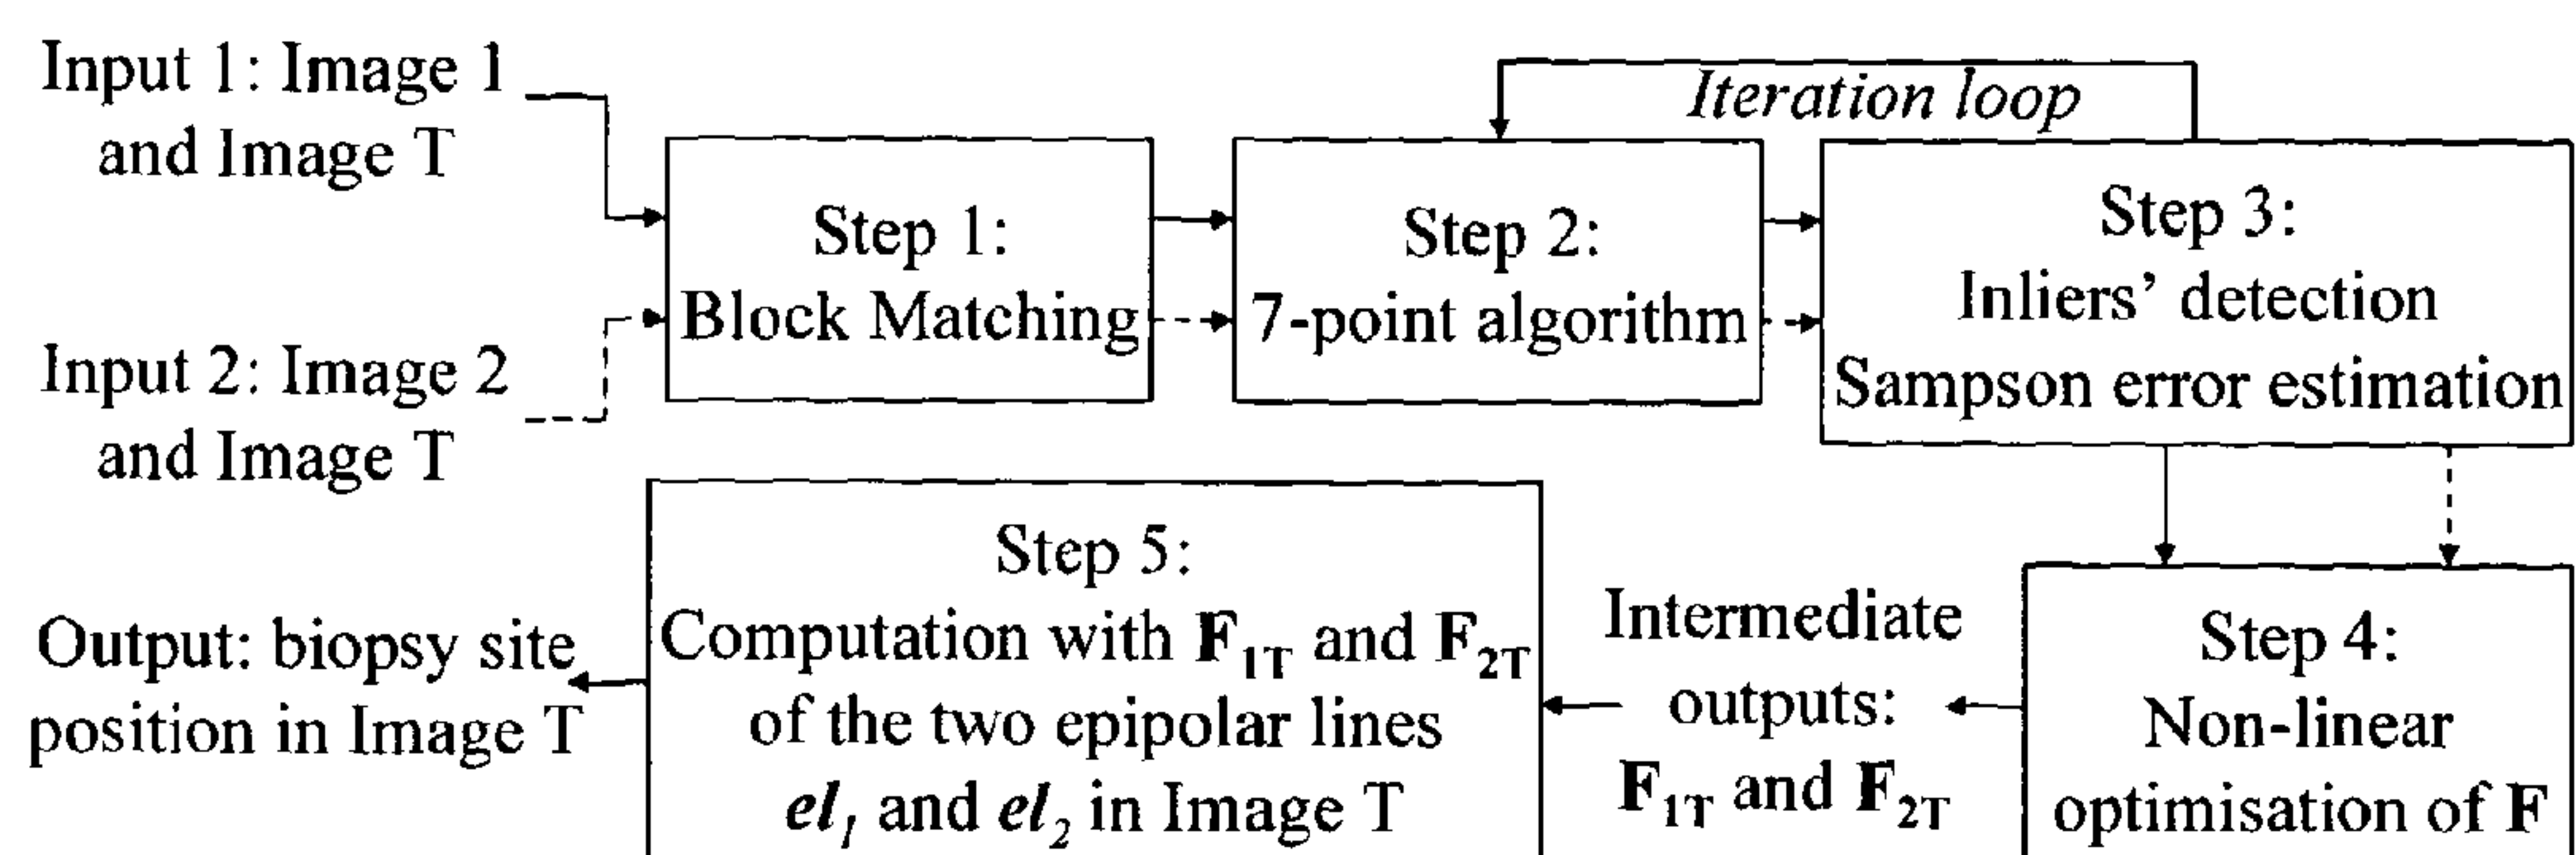 Input 1: Image 1
and Image T
Input 2: Image 2
and Image T
Iteration loop
Step 1:
Block Matching
Step 2:
7-point algorithm
Step 3:
Inliers’ detection
Sampson error estimation
Step 4:
Non-linear
optimisation of F
Intermediate
outputs:
F1T and F2T
Step 5:
Computation with F1T and F2T
of the two epipolar lines
el1 and el2 in Image T
Output: biopsy site
position in Image T